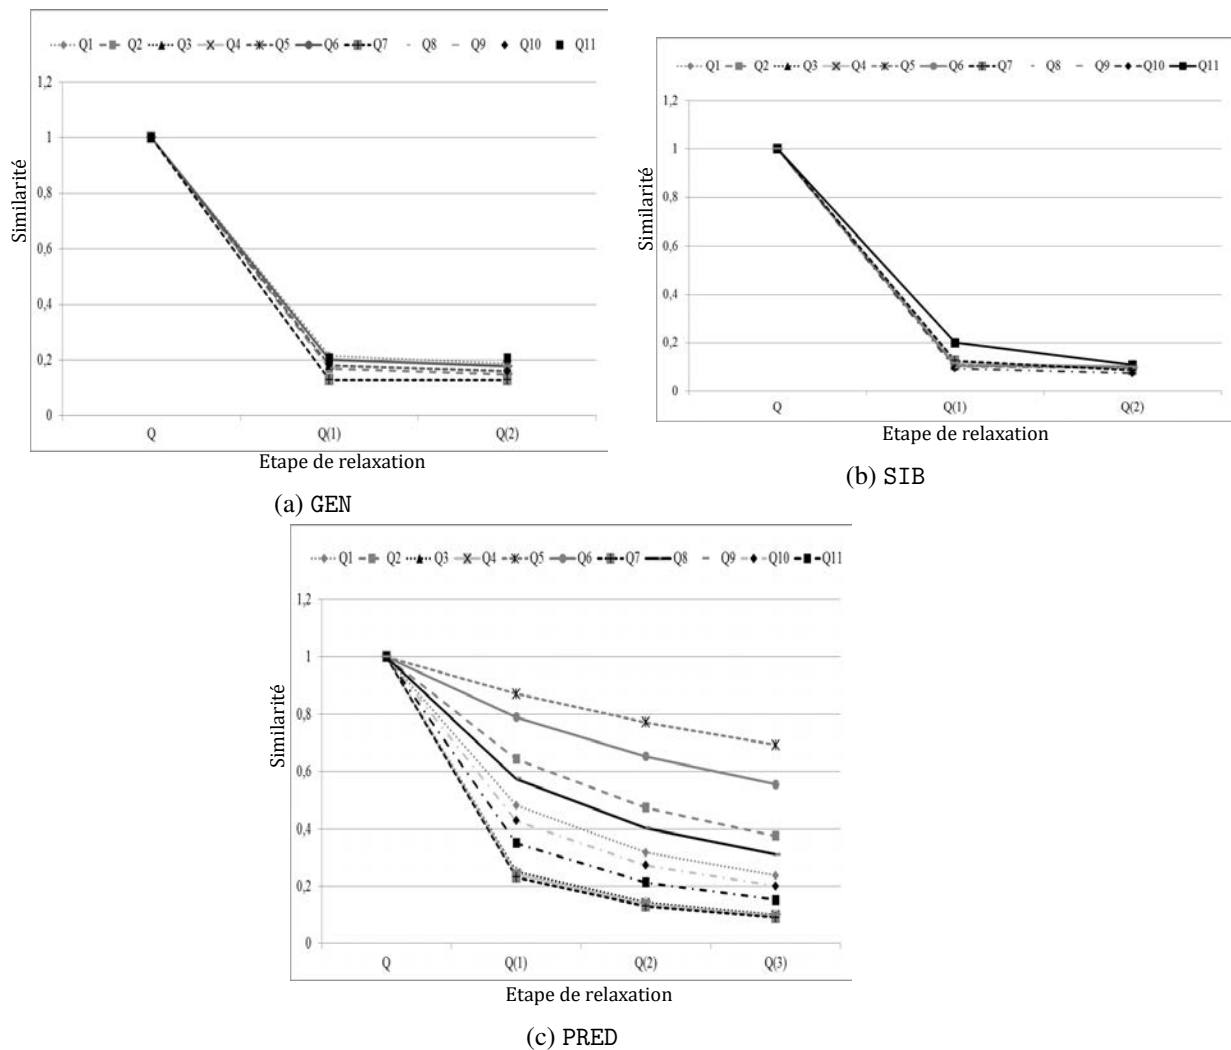 Q1 Q2 Q3 Q4 Q5 Q6 Q7 Q8 Q9 Q10 Q11
1,2
1
0,8
0,6
0,4
0,2
0
Similarité
Q Q(1) Q(2)
Etape de relaxation
(a) GEN
Q1 Q2 Q3 Q4 Q5 Q6 Q7 Q8 Q9 Q10 Q11
1,2
1
0,8
0,6
0,4
0,2
0
Similarité
Q Q(1) Q(2)
Etape de relaxation
(b) SIB
Q1 Q2 Q3 Q4 Q5 Q6 Q7 Q8 Q9 Q10 Q11
1,2
1
0,8
0,6
0,4
0,2
0
Similarité
Q Q(1) Q(2) Q(3)
Etape de relaxation
(c) PRED